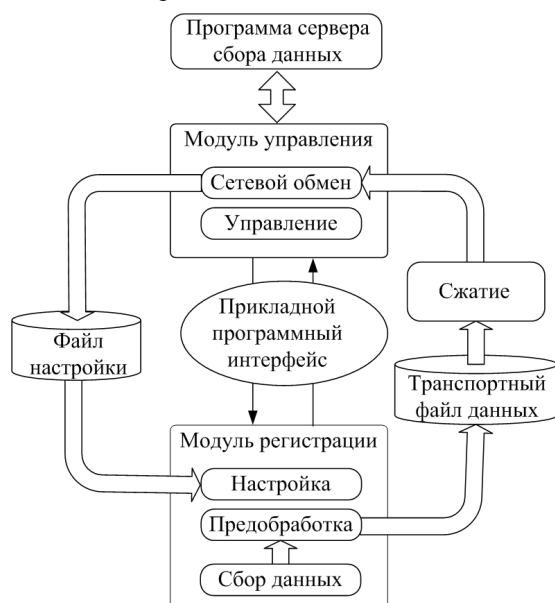 Программа сервера
сбора данных
Модуль управления
Сетевой обмен
Управление
Прикладной
программный
интерфейс
Сжатие
Файл
настройки
Транспортный
файл данных
Модуль регистрации
Настройка
Предобработка
Сбор данных